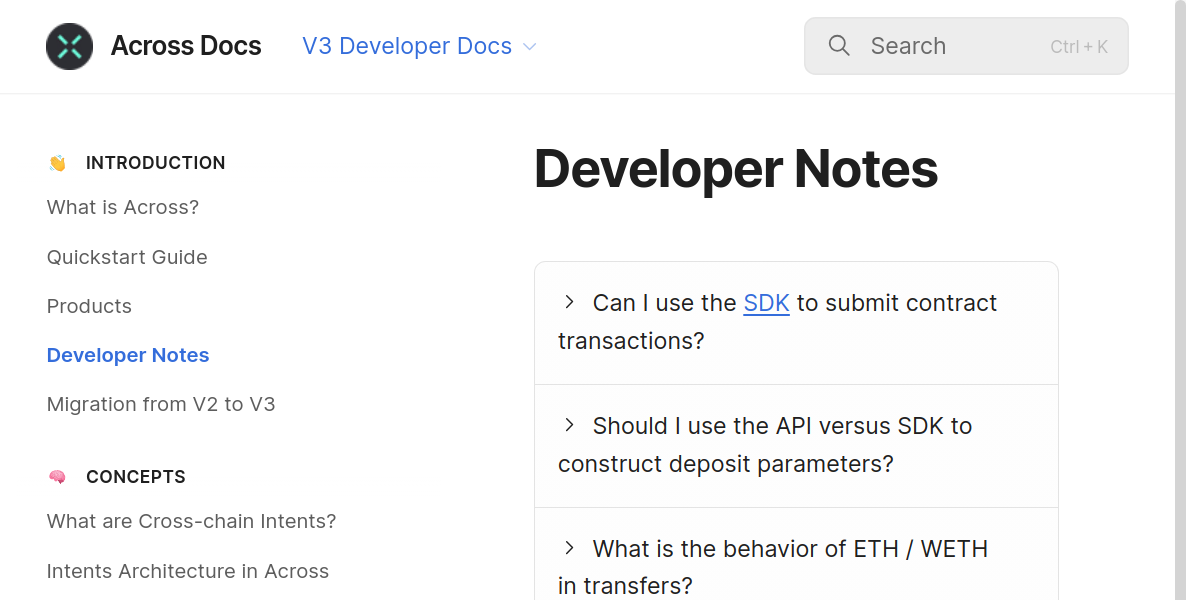 Across Docs
V3 Developer Docs
Search
Ctrl + K
INTRODUCTION
What is Across?
Quickstart Guide
Products
Developer Notes
Migration from V2 to V3
CONCEPTS
What are Cross-chain Intents?
Intents Architecture in Across
Developer Notes
Can I use the SDK to submit contract
transactions?
Should I use the API versus SDK to
construct deposit parameters?
What is the behavior of ETH / WETH
in transfers?